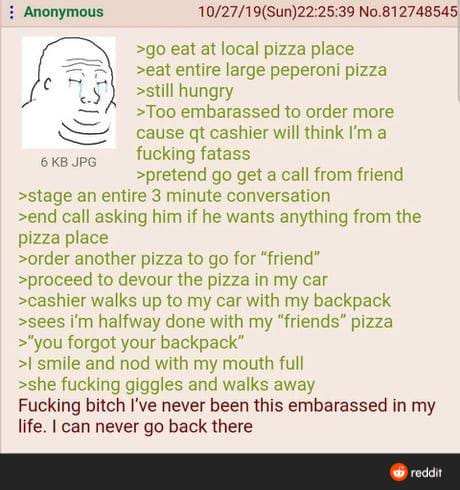 Anonymous 10/27/19(Sun)22:25:39 No.812748545
>go eat at local pizza place
>eat entire large peperoni pizza
>still hungry
>Too embarassed to order more
cause qt cashier will think I'm a
fucking fatass
6 KB JPG
>pretend go get a call from friend
>stage an entire 3 minute conversation
>end call asking him if he wants anything from the
pizza place
>order another pizza to go for “friend”
>proceed to devour the pizza in my car
>cashier walks up to my car with my backpack
>sees i'm halfway done with my “friends” pizza
>”you forgot your backpack”
>I smile and nod with my mouth full
>she fucking giggles and walks away
Fucking bitch I've never been this embarassed in my
life. I can never go back there
reddit